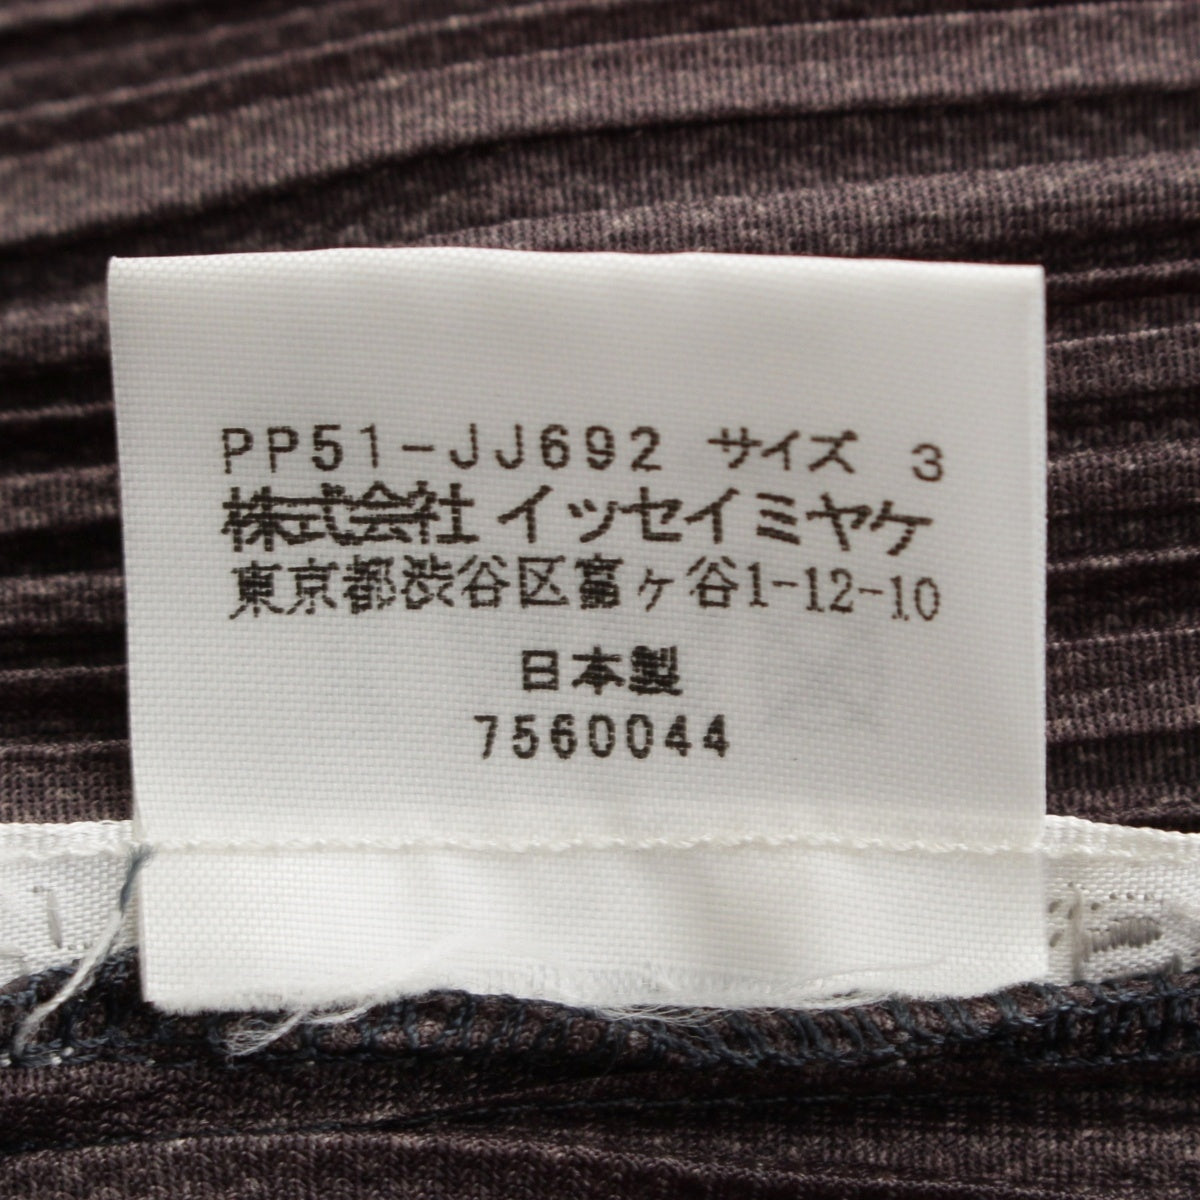 PP51-JJ692 サイズ 3
株式会社 イッセイミヤケ
東京都渋谷区富ヶ谷1-12-10
日本製
7560044